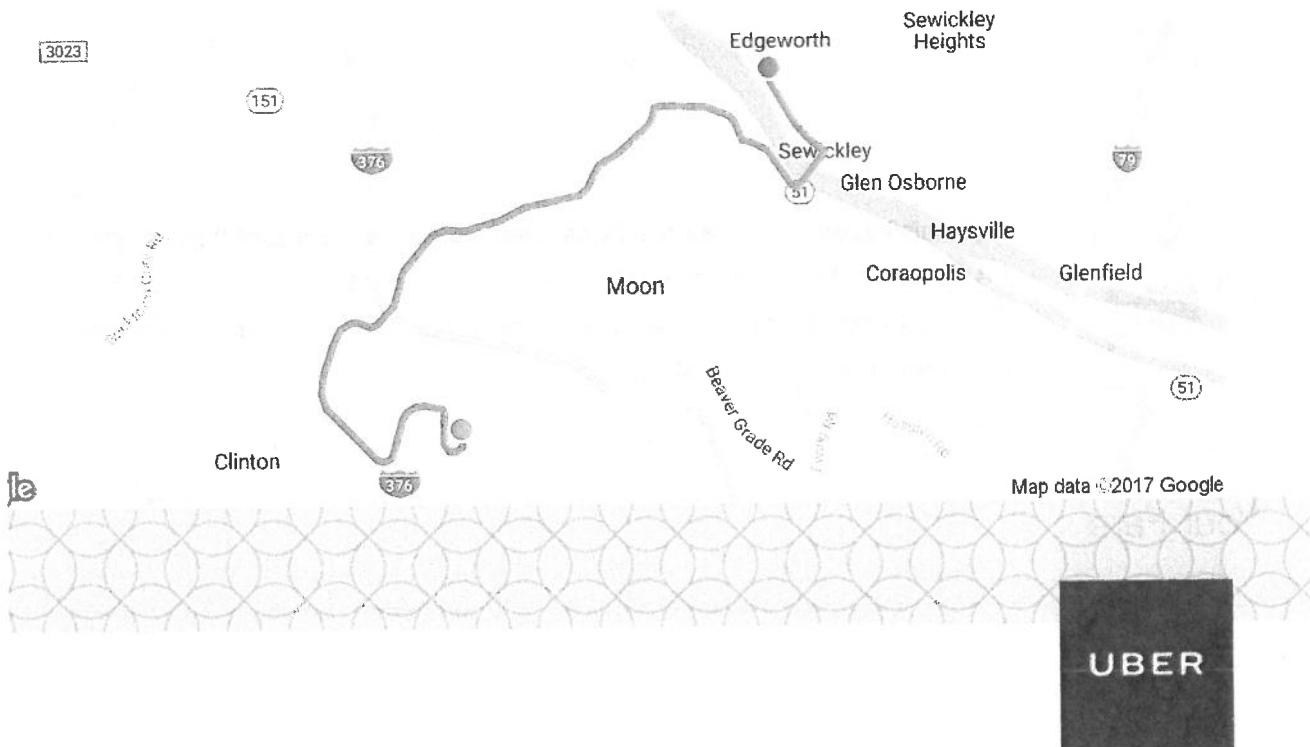 Sewickley
Heights
Edgeworth
3023
151
376
79
Sewickley
51
Glen Osborne
Haysville
Coraopolis
Glenfield
Moon
51
Beaver Grade Rd
Clinton
376
le
Map data ©2017 Google
UBER